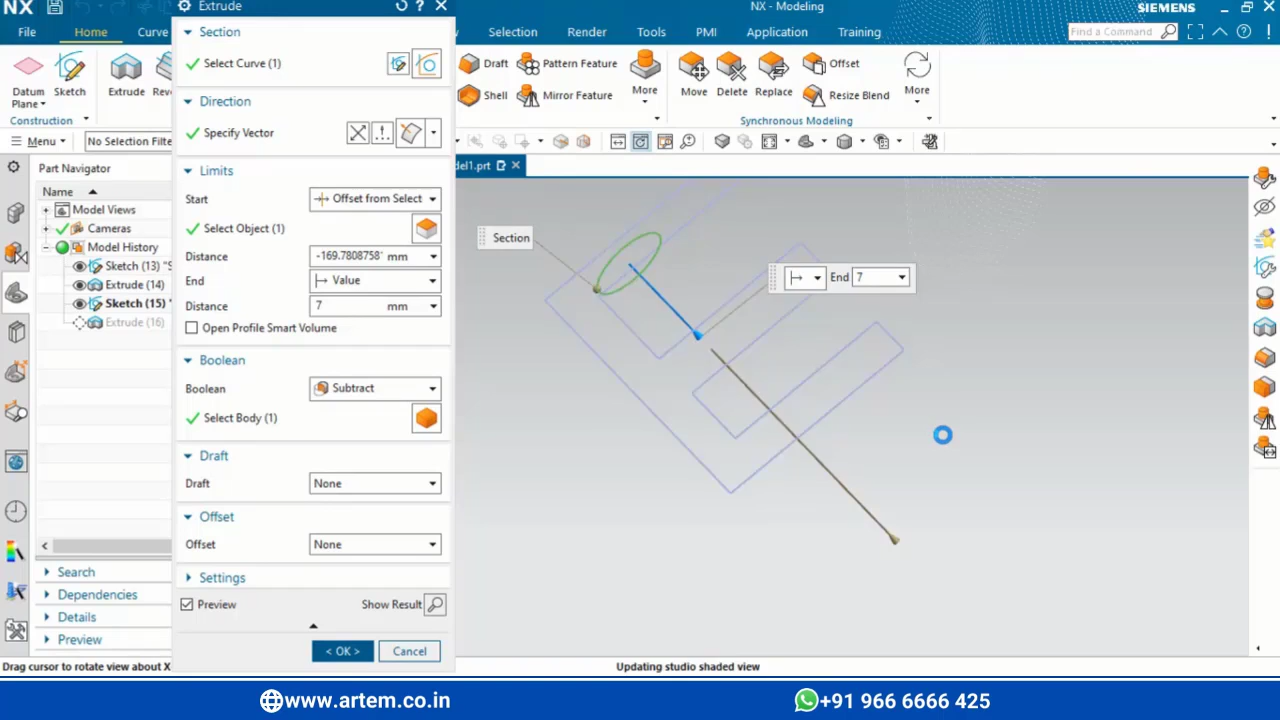 NX
Extrude
NX - Modeling
SIEMENS
File
Home
Curve
Selection
Render
Tools
PMI
Application
Training
Find a Command
Datum
Plane
Sketch
Extrude
Construction
Draft
Pattern Feature
Shell
Mirror Feature
More
Move
Delete
Replace
Offset
Resize Blend
More
Synchronous Modeling
Menu
No Selection Filte
del1.prt
Part Navigator
Name
Model Views
Cameras
Model History
Sketch (13) "S
Extrude (14)
Sketch (15) "
Extrude (16)
Search
Dependencies
Details
Preview
Section
Select Curve (1)
Direction
Specify Vector
Limits
Start
Offset from Select
Select Object (1)
Distance
-169.7808758
mm
End
Value
Distance
7
mm
Open Profile Smart Volume
Boolean
Boolean
Subtract
Select Body (1)
Draft
Draft
None
Offset
Offset
None
Settings
Preview
Show Result
< OK >
Cancel
Section
End 7
Drag cursor to rotate view about X
Updating studio shaded view
www.artem.co.in
+91 966 6666 425